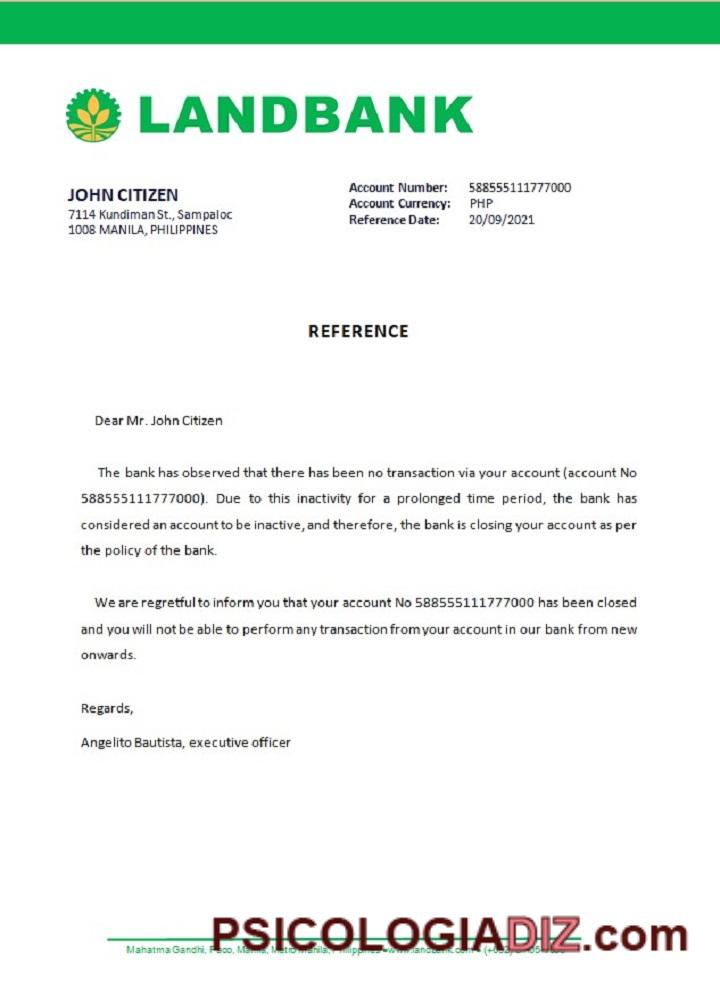 LANDBANK
JOHN CITIZEN
7114 Kundiman St., Sampaloc
1008 MANILA, PHILIPPINES
Account Number: 588555111777000
Account Currency: PHP
Reference Date: 20/09/2021
REFERENCE
Dear Mr. John Citizen
The bank has observed that there has been no transaction via your account (account No
588555111777000). Due to this inactivity for a prolonged time period, the bank has
considered an account to be inactive, and therefore, the bank is closing your account as per
the policy of the bank.
We are regretful to inform you that your account No 588555111777000 has been closed
and you will not be able to perform any transaction from your account in our bank from new
onwards.
Regards,
Angelito Bautista, executive officer
PSICOLOGIADIZ.com
Mahatma Gandhi, Paco, Manila, Metro Manila, Philippines